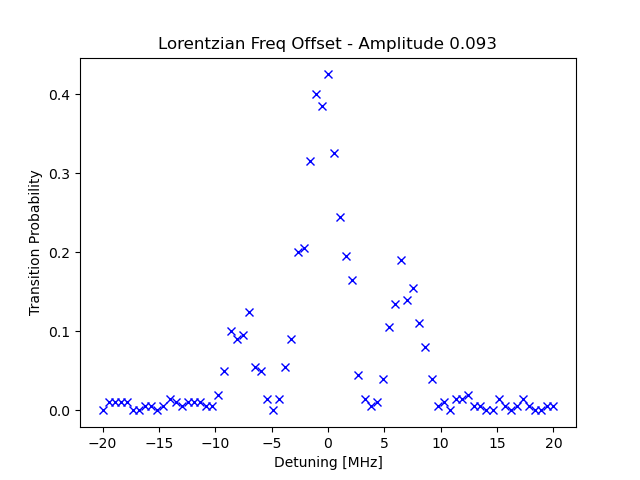 Lorentzian Freq Offset - Amplitude 0.093
Transition Probability
0.4
0.3
0.2
0.1
0.0
−20 −15 −10 −5 0 5 10 15 20
Detuning [MHz]